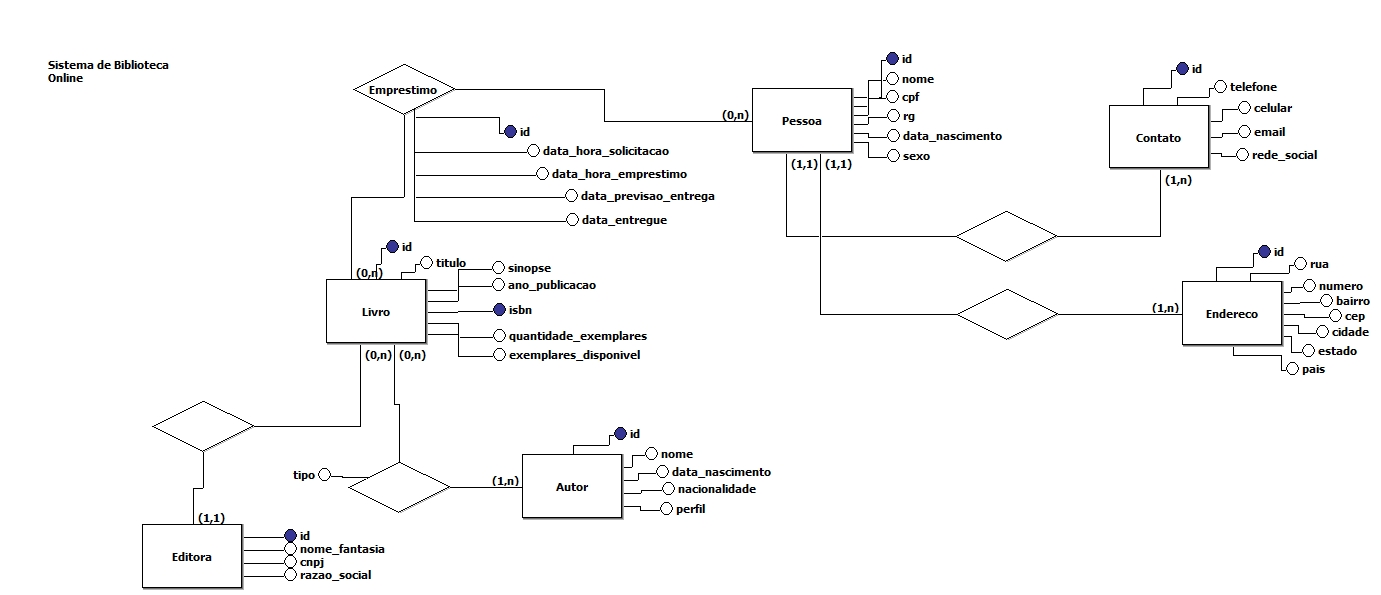 Sistema de Biblioteca
Online
Emprestimo
id
data_hora_solicitacao
data_hora_emprestimo
data_previsao_entrega
data_entregue
(0,n)
Pessoa
id
nome
cpf
rg
data_nascimento
sexo
(1,1) (1,1)
Contato
id
telefone
celular
email
rede_social
(1,n)
(1,n)
Endereco
id
rua
numero
bairro
cep
cidade
estado
pais
(0,n)
Livro
id
titulo
sinopse
ano_publicacao
isbn
quantidade_exemplares
exemplares_disponivel
(0,n) (0,n)
tipo
(1,n)
Autor
id
nome
data_nascimento
nacionalidade
perfil
(1,1)
Editora
id
nome_fantasia
cnpj
razao_social